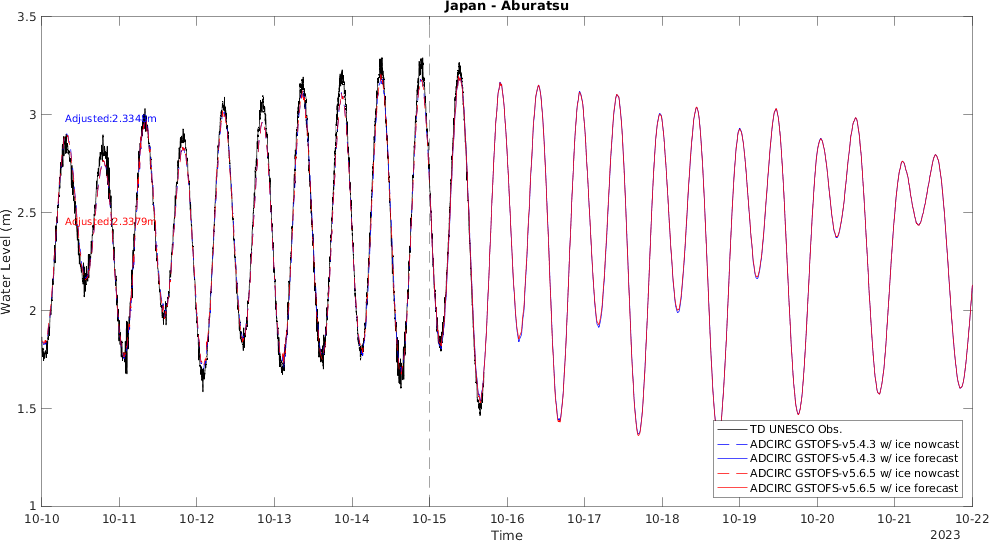 Japan - Aburatsu
3.5
3
2.5
2
1.5
1
Water Level (m)
Adjusted:2.3348m
Adjusted:2.3379m
TD UNESCO Obs.
ADCIRC GSTOFS-v5.4.3 w/ ice nowcast
ADCIRC GSTOFS-v5.4.3 w/ ice forecast
ADCIRC GSTOFS-v5.6.5 w/ ice nowcast
ADCIRC GSTOFS-v5.6.5 w/ ice forecast
10-10 10-11 10-12 10-13 10-14 10-15 10-16 10-17 10-18 10-19 10-20 10-21 10-22
Time
2023